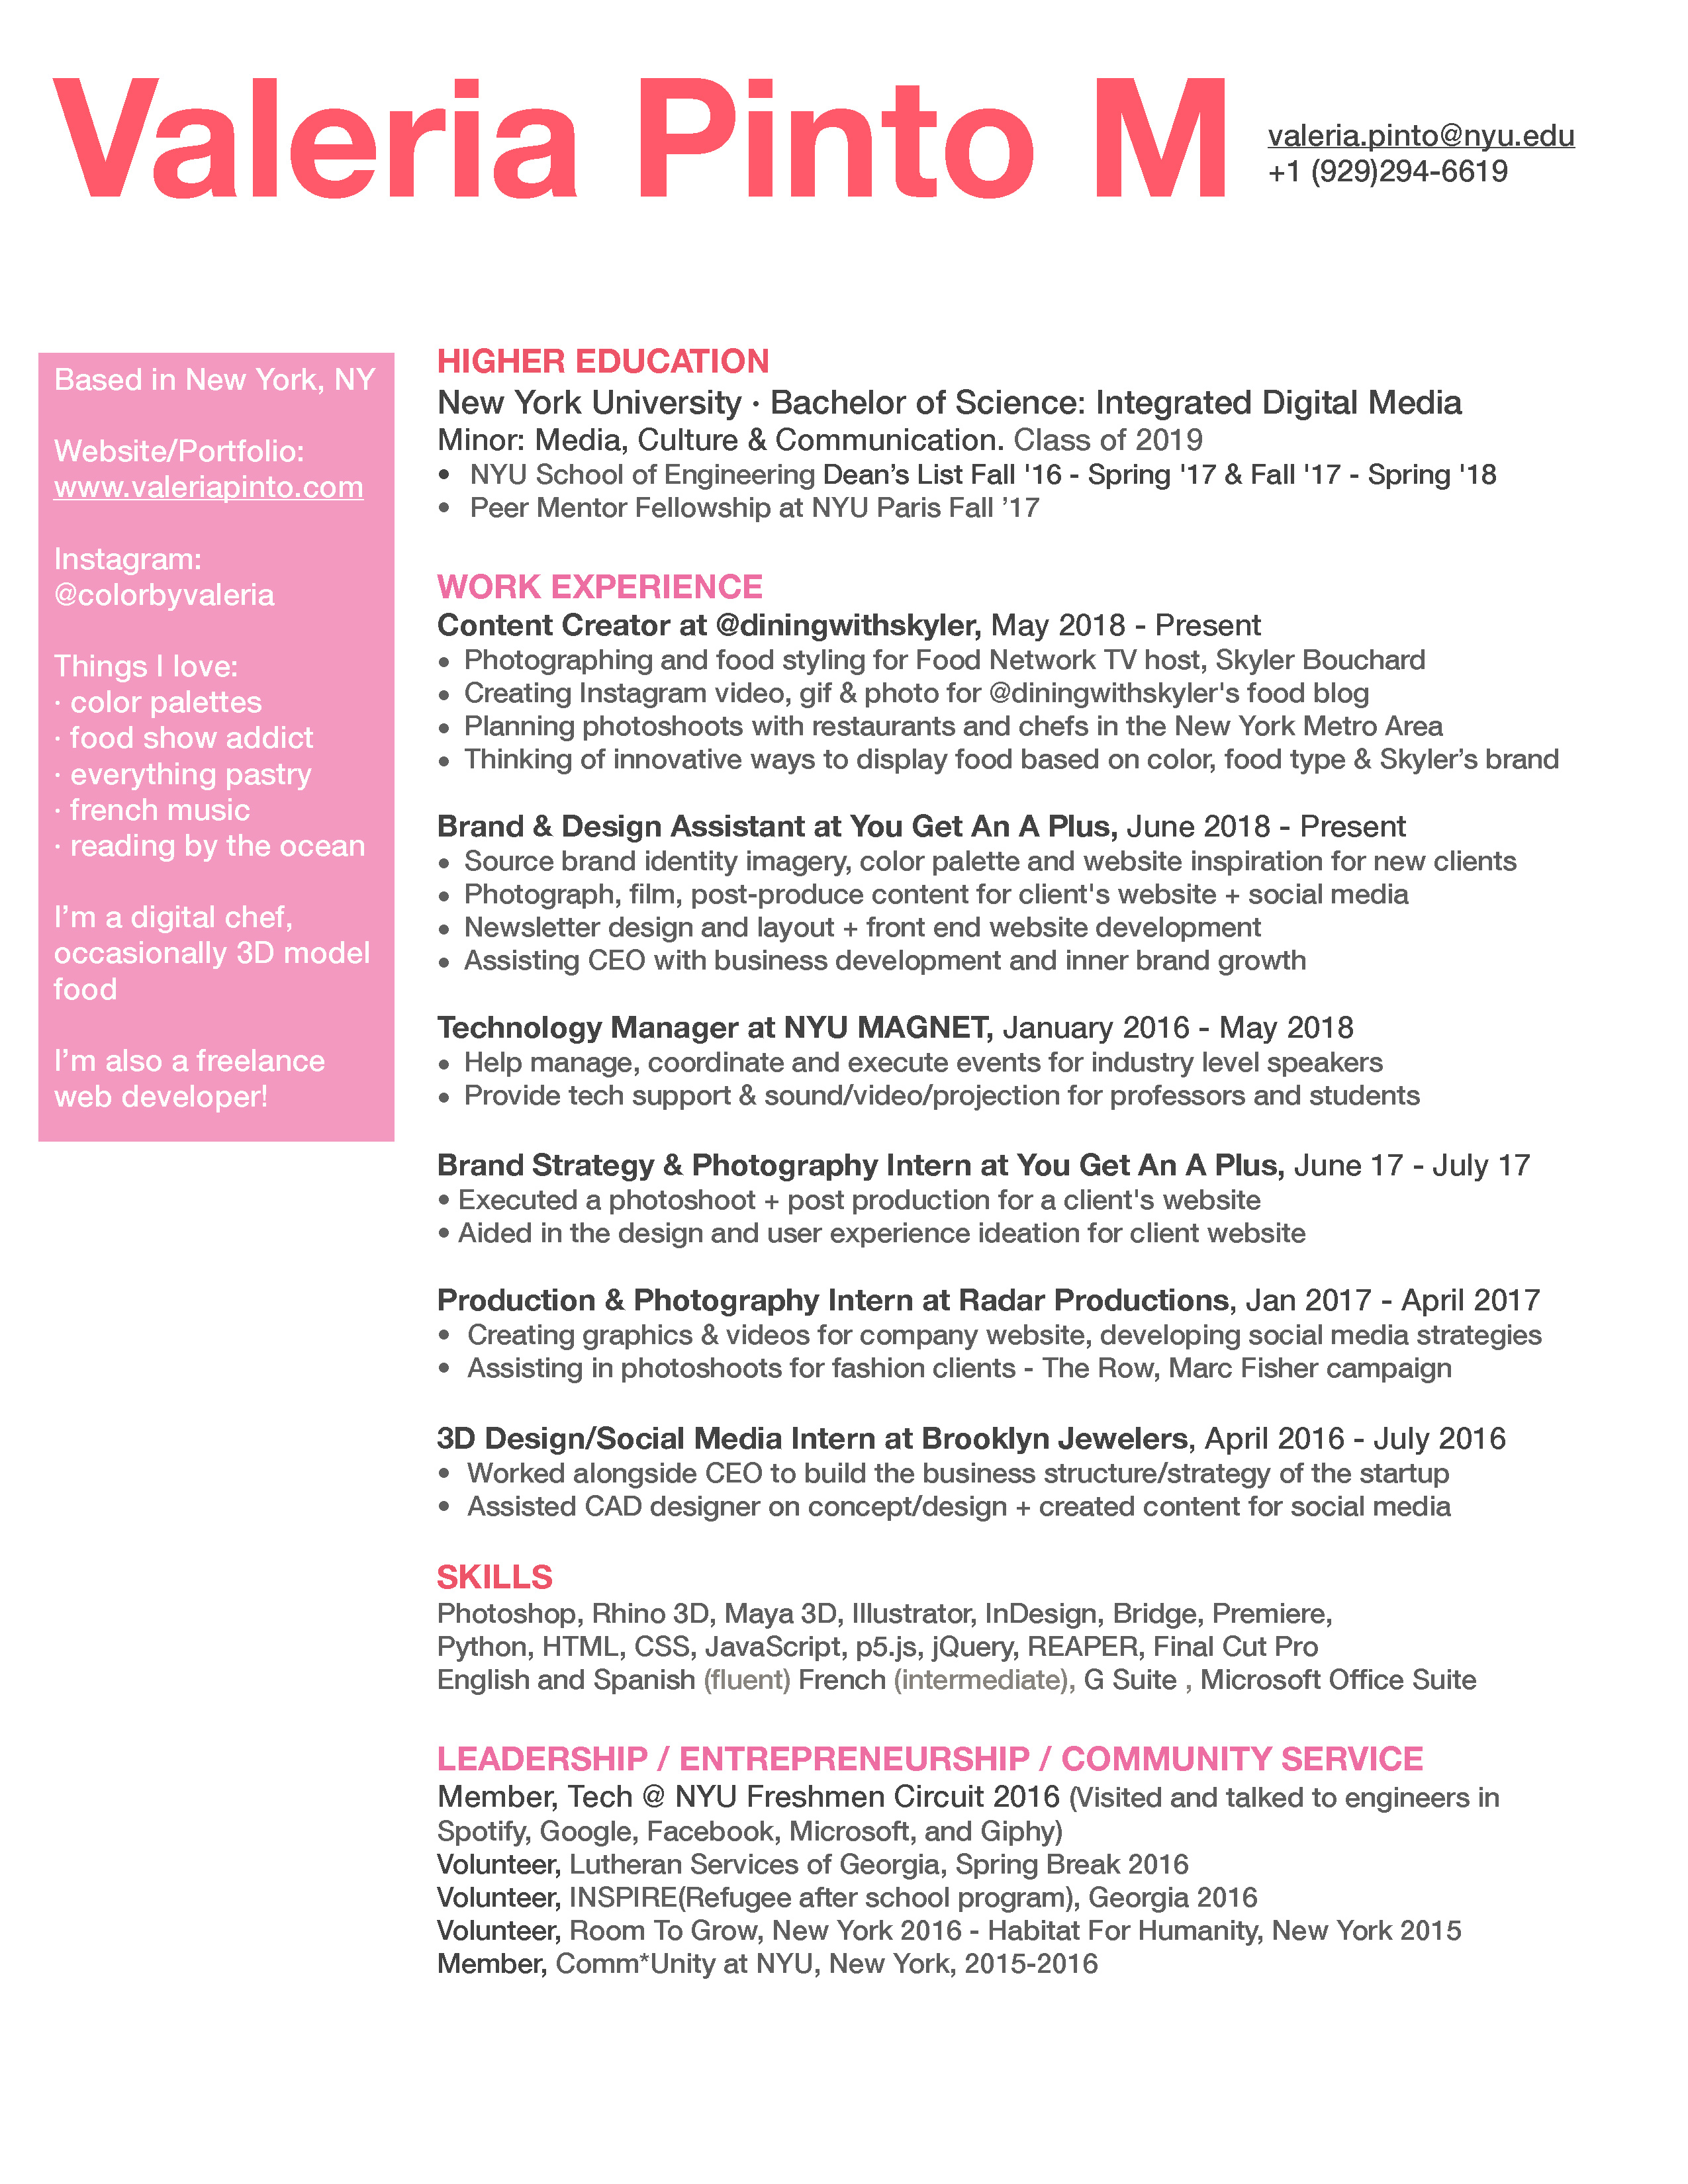 Valeria Pinto M
valeria.pinto@nyu.edu
+1 (929)294-6619
Based in New York, NY
Website/Portfolio:
www.valeriapinto.com
Instagram:
@colorbyvaleria
Things I love:
· color palettes
· food show addict
· everything pastry
· french music
· reading by the ocean
I’m a digital chef,
occasionally 3D model
food
I’m also a freelance
web developer!
HIGHER EDUCATION
New York University · Bachelor of Science: Integrated Digital Media
Minor: Media, Culture & Communication. Class of 2019
• NYU School of Engineering Dean’s List Fall '16 - Spring '17 & Fall '17 - Spring '18
• Peer Mentor Fellowship at NYU Paris Fall ’17
WORK EXPERIENCE
Content Creator at @diningwithskyler, May 2018 - Present
• Photographing and food styling for Food Network TV host, Skyler Bouchard
• Creating Instagram video, gif & photo for @diningwithskyler's food blog
• Planning photoshoots with restaurants and chefs in the New York Metro Area
• Thinking of innovative ways to display food based on color, food type & Skyler’s brand
Brand & Design Assistant at You Get An A Plus, June 2018 - Present
• Source brand identity imagery, color palette and website inspiration for new clients
• Photograph, film, post-produce content for client's website + social media
• Newsletter design and layout + front end website development
• Assisting CEO with business development and inner brand growth
Technology Manager at NYU MAGNET, January 2016 - May 2018
• Help manage, coordinate and execute events for industry level speakers
• Provide tech support & sound/video/projection for professors and students
Brand Strategy & Photography Intern at You Get An A Plus, June 17 - July 17
• Executed a photoshoot + post production for a client's website
• Aided in the design and user experience ideation for client website
Production & Photography Intern at Radar Productions, Jan 2017 - April 2017
• Creating graphics & videos for company website, developing social media strategies
• Assisting in photoshoots for fashion clients - The Row, Marc Fisher campaign
3D Design/Social Media Intern at Brooklyn Jewelers, April 2016 - July 2016
• Worked alongside CEO to build the business structure/strategy of the startup
• Assisted CAD designer on concept/design + created content for social media
SKILLS
Photoshop, Rhino 3D, Maya 3D, Illustrator, InDesign, Bridge, Premiere,
Python, HTML, CSS, JavaScript, p5.js, jQuery, REAPER, Final Cut Pro
English and Spanish (fluent) French (intermediate), G Suite , Microsoft Office Suite
LEADERSHIP / ENTREPRENEURSHIP / COMMUNITY SERVICE
Member, Tech @ NYU Freshmen Circuit 2016 (Visited and talked to engineers in
Spotify, Google, Facebook, Microsoft, and Giphy)
Volunteer, Lutheran Services of Georgia, Spring Break 2016
Volunteer, INSPIRE(Refugee after school program), Georgia 2016
Volunteer, Room To Grow, New York 2016 - Habitat For Humanity, New York 2015
Member, Comm*Unity at NYU, New York, 2015-2016